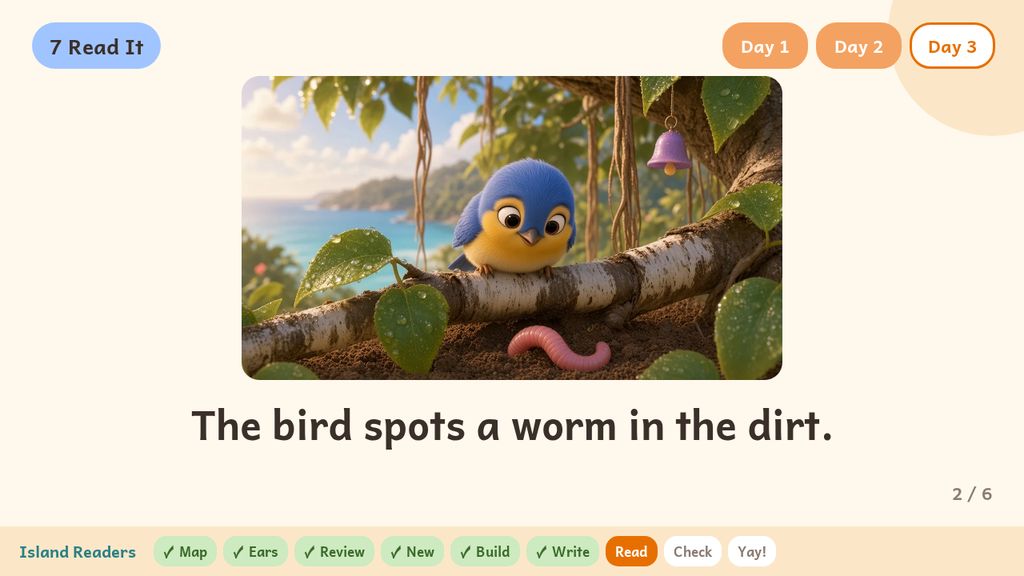 7 Read It
Day 1 Day 2 Day 3
The bird spots a worm in the dirt.
2 / 6
Island Readers ✓ Map ✓ Ears ✓ Review ✓ New ✓ Build ✓ Write Read Check Yay!